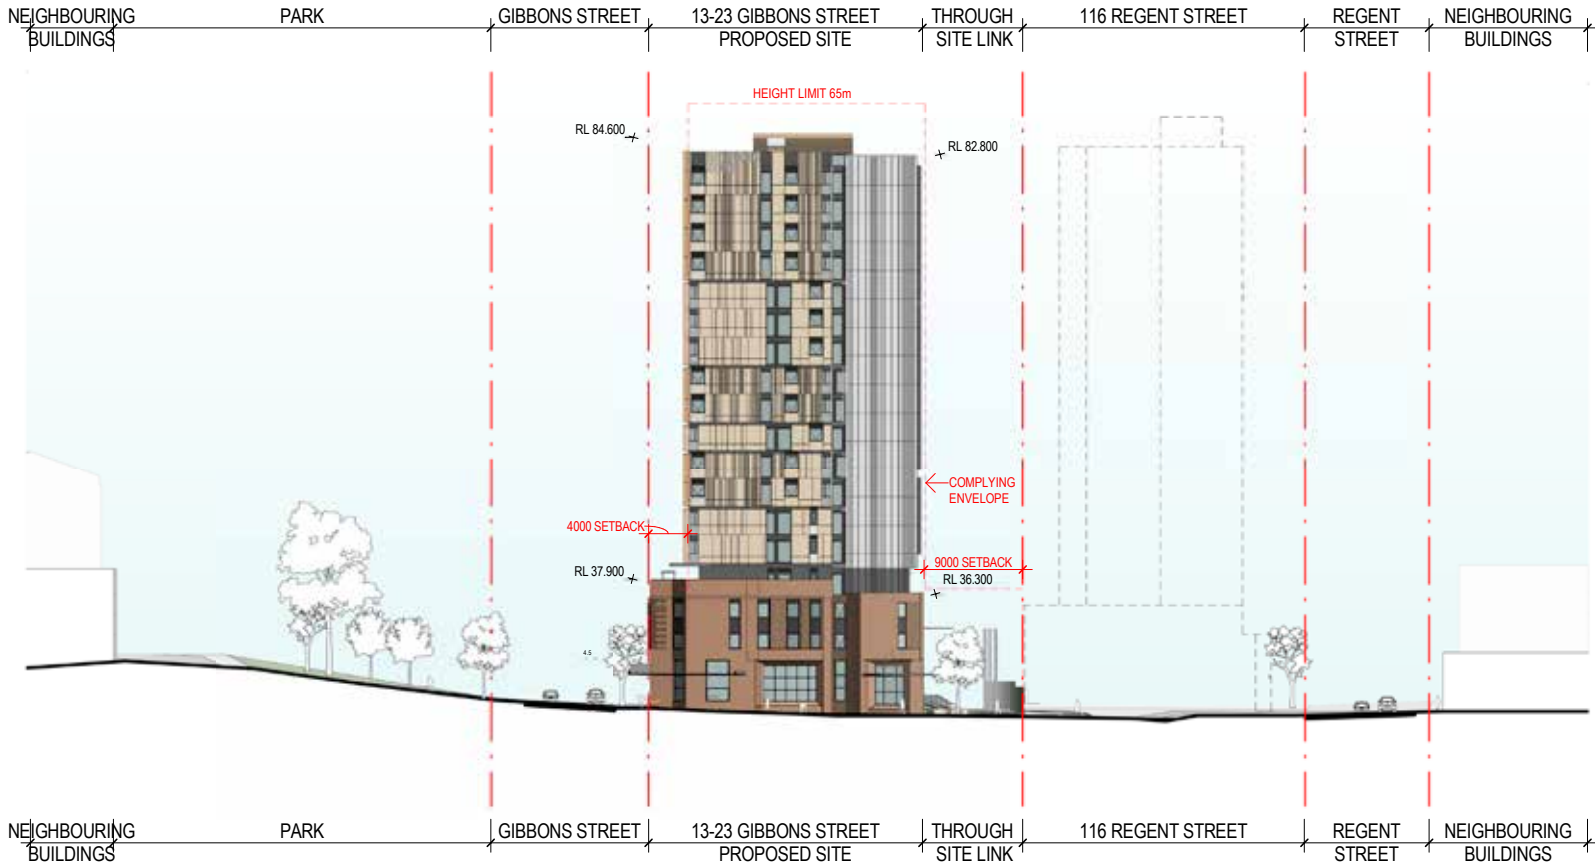 NEIGHBOURING BUILDINGS
PARK
GIBBONS STREET
13-23 GIBBONS STREET
PROPOSED SITE
THROUGH
SITE LINK
116 REGENT STREET
REGENT
STREET
NEIGHBOURING
BUILDINGS
HEIGHT LIMIT 65m
RL 84.600
RL 82.800
COMPLYING
ENVELOPE
4000 SETBACK
9000 SETBACK
RL 37.900
RL 36.300
4.5
NEIGHBOURING
BUILDINGS
PARK
GIBBONS STREET
13-23 GIBBONS STREET
PROPOSED SITE
THROUGH
SITE LINK
116 REGENT STREET
REGENT
STREET
NEIGHBOURING
BUILDINGS